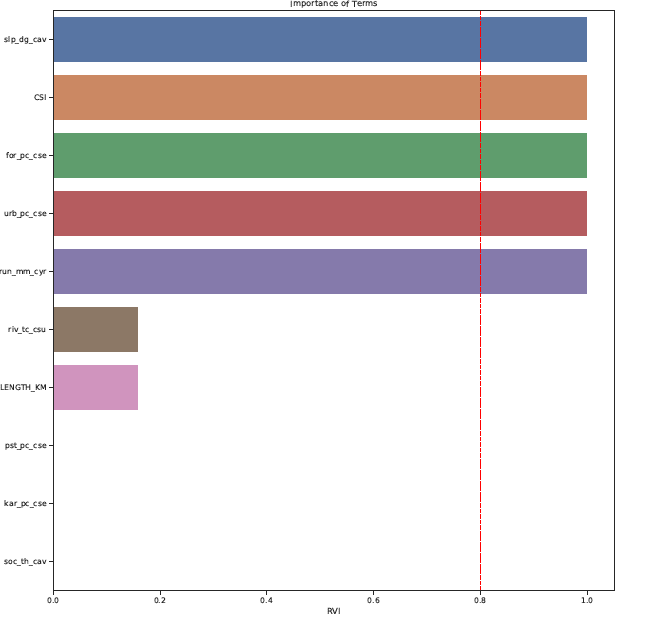 Importance of Terms
slp_dg_cav
CSI
for_pc_cse
urb_pc_cse
run_mm_cyr
riv_tc_csu
LENGTH_KM
pst_pc_cse
kar_pc_cse
soc_th_cav
0.0 0.2 0.4 0.6 0.8 1.0
RVI